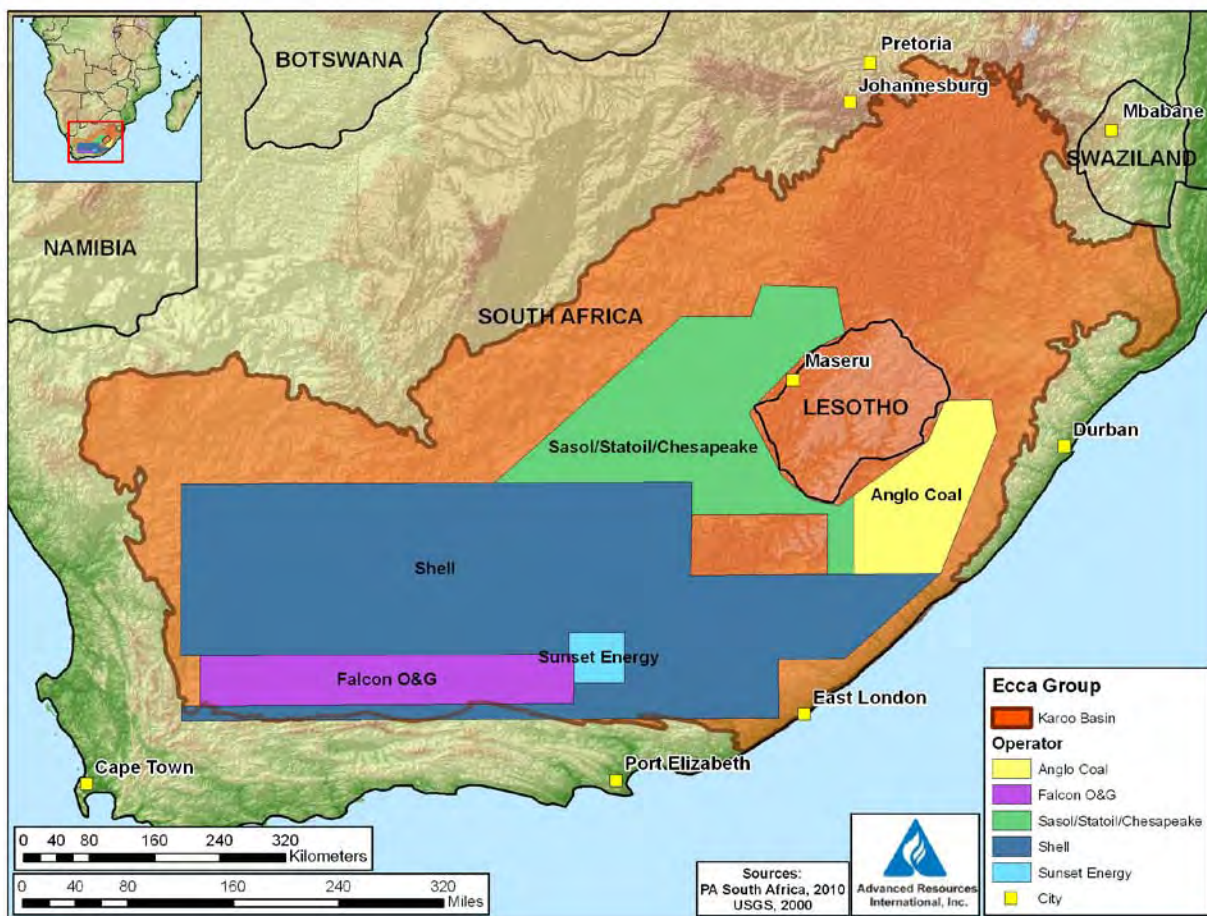 BOTSWANA
Pretoria
Johannesburg
Mbabane
SWAZILAND
NAMIBIA
SOUTH AFRICA
Maseru
LESOTHO
Durban
Sasol/Statoil/Chesapeake
Anglo Coal
Shell
Sunset Energy
Falcon O&G
East London
Port Elizabeth
Cape Town
0 40 80 160 240 320
Kilometers
0 40 80 160 240 320
Miles
Sources:
PA South Africa, 2010
USGS, 2000
Advanced Resources
International, Inc.
Ecca Group
Karoo Basin
Operator
Anglo Coal
Falcon O&G
Sasol/Statoil/Chesapeake
Shell
Sunset Energy
City